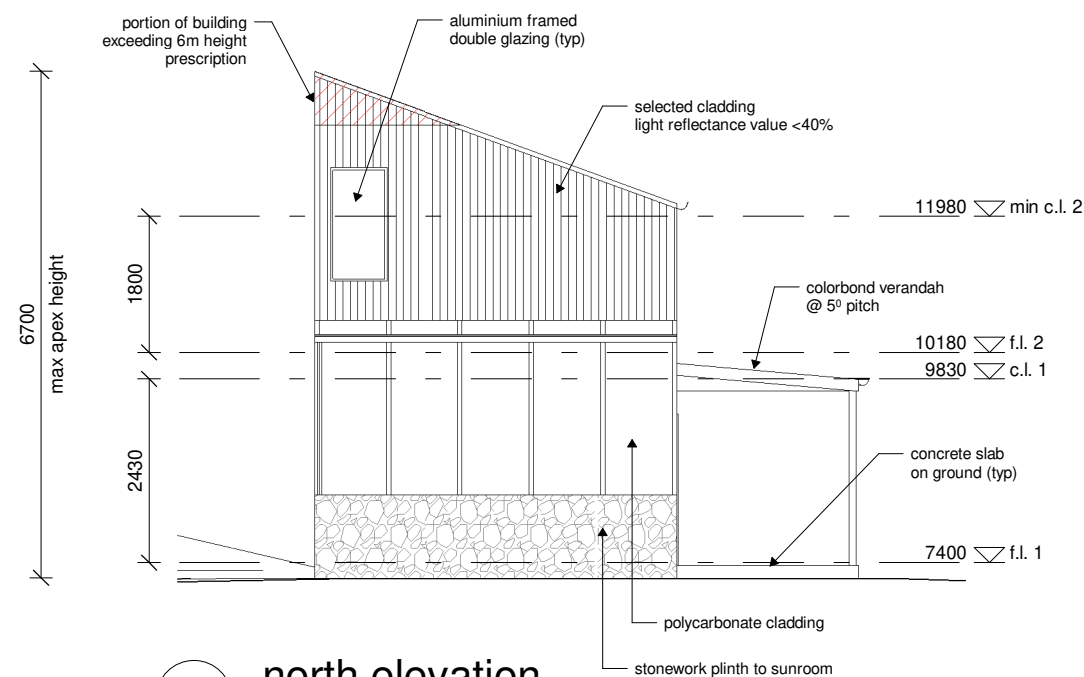 portion of building
exceeding 6m height
prescription
aluminium framed
double glazing (typ)
selected cladding
light reflectance value <40%
11980 min c.l. 2
6700
max apex height
1800
colorbond verandah
@ 5⁰ pitch
10180 f.l. 2
9830 c.l. 1
2430
concrete slab
on ground (typ)
7400 f.l. 1
polycarbonate cladding
stonework plinth to sunroom
north elevation